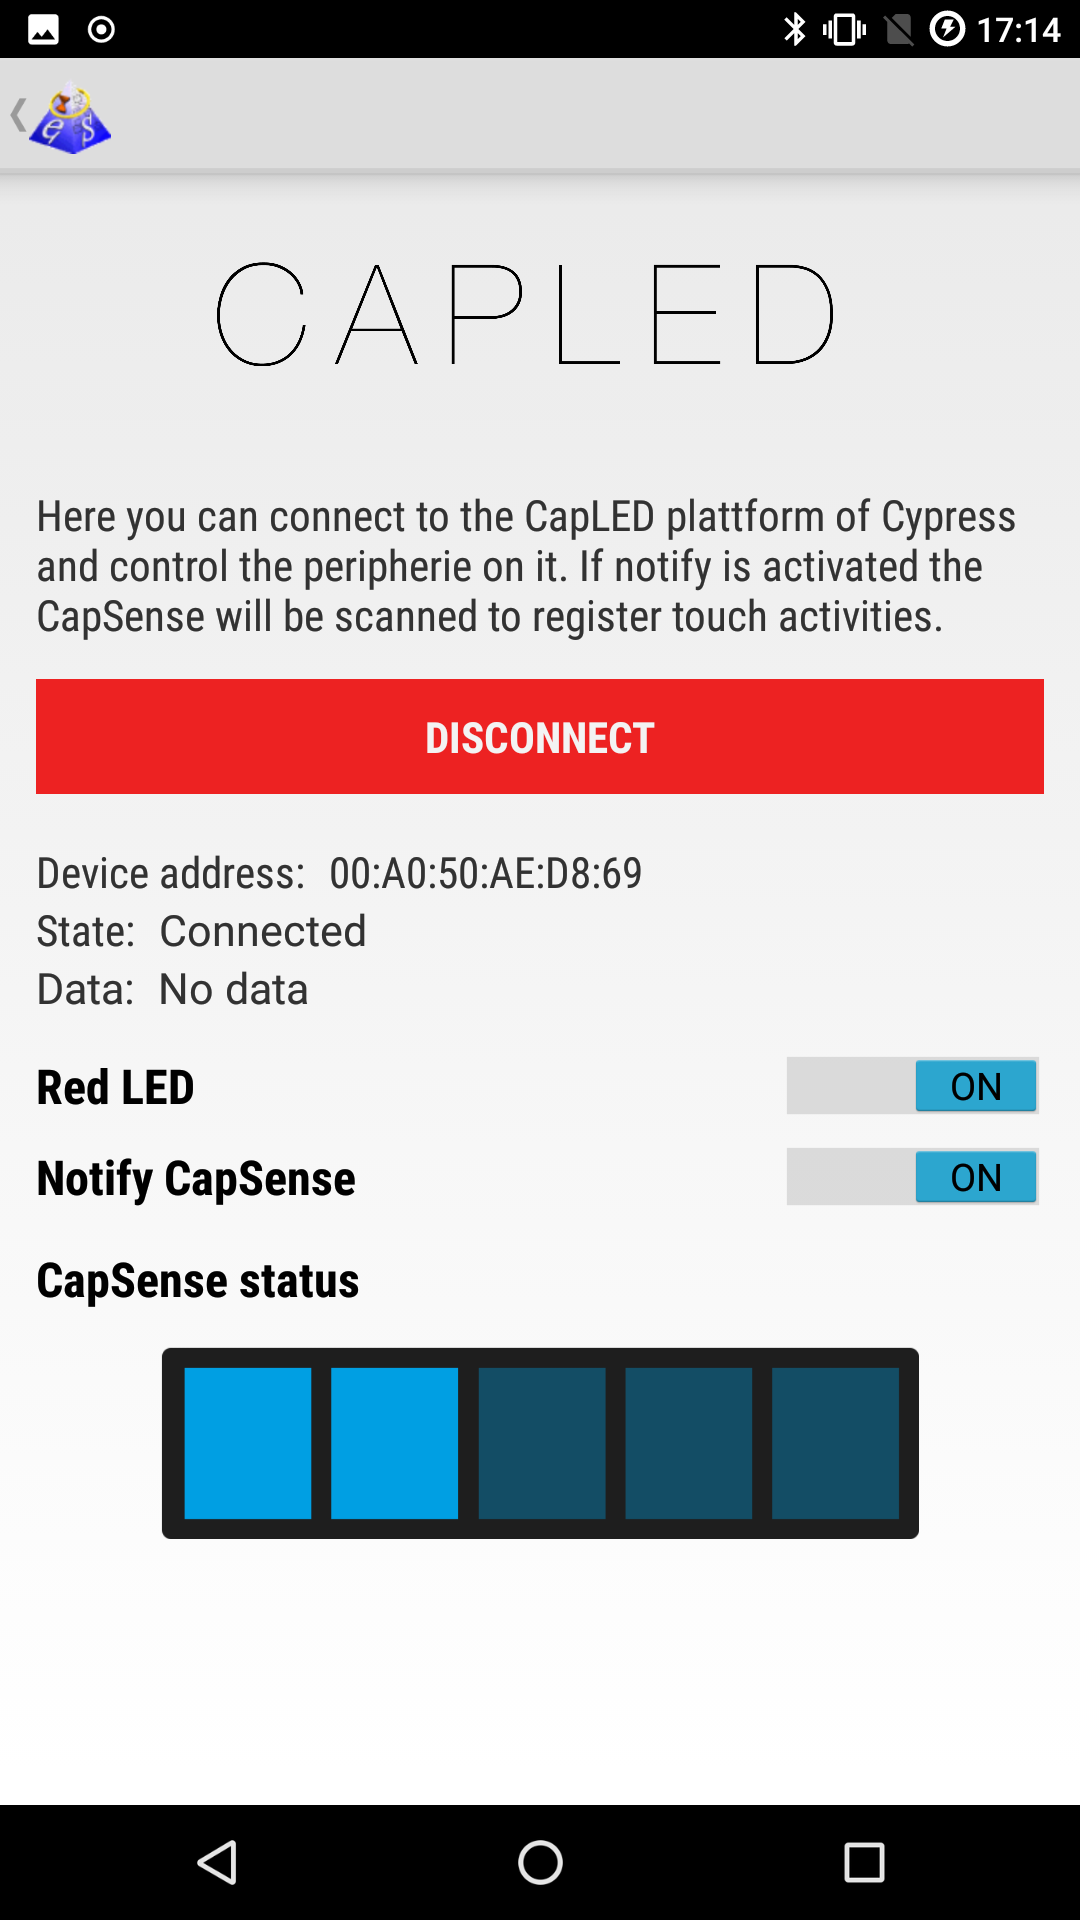 17:14
e S
CAPLED
Here you can connect to the CapLED plattform of Cypress
and control the peripherie on it. If notify is activated the
CapSense will be scanned to register touch activities.
DISCONNECT
Device address: 00:A0:50:AE:D8:69
State: Connected
Data: No data
Red LED ON
Notify CapSense ON
CapSense status